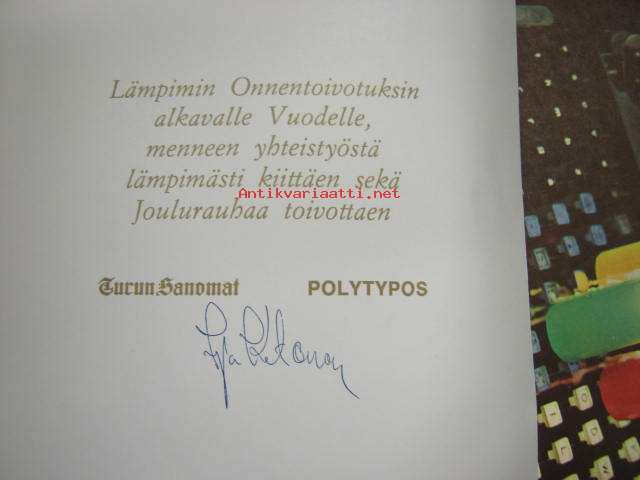 Lämpimin Onnentoivotuksin
alkavalle Vuodelle,
menneen yhteistyöstä
lämpimästi kiittäen sekä
Antikvariaatti.net
Joulurauhaa toivottaen
Turun Sanomat POLYTYPOS